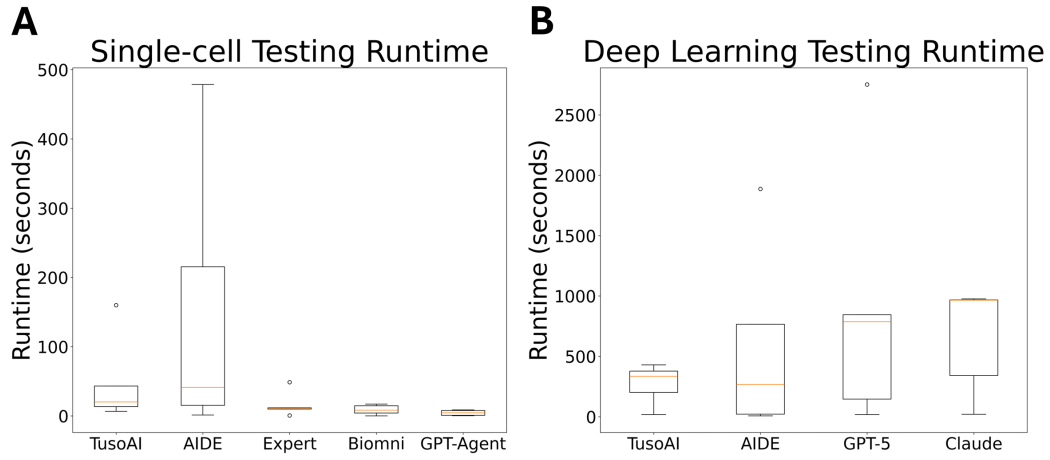 A
Single-cell Testing Runtime
Runtime (seconds)
500
400
300
200
100
0
TusoAI AIDE Expert Biomni GPT-Agent
B
Deep Learning Testing Runtime
Runtime (seconds)
2500
2000
1500
1000
500
0
TusoAI AIDE GPT-5 Claude